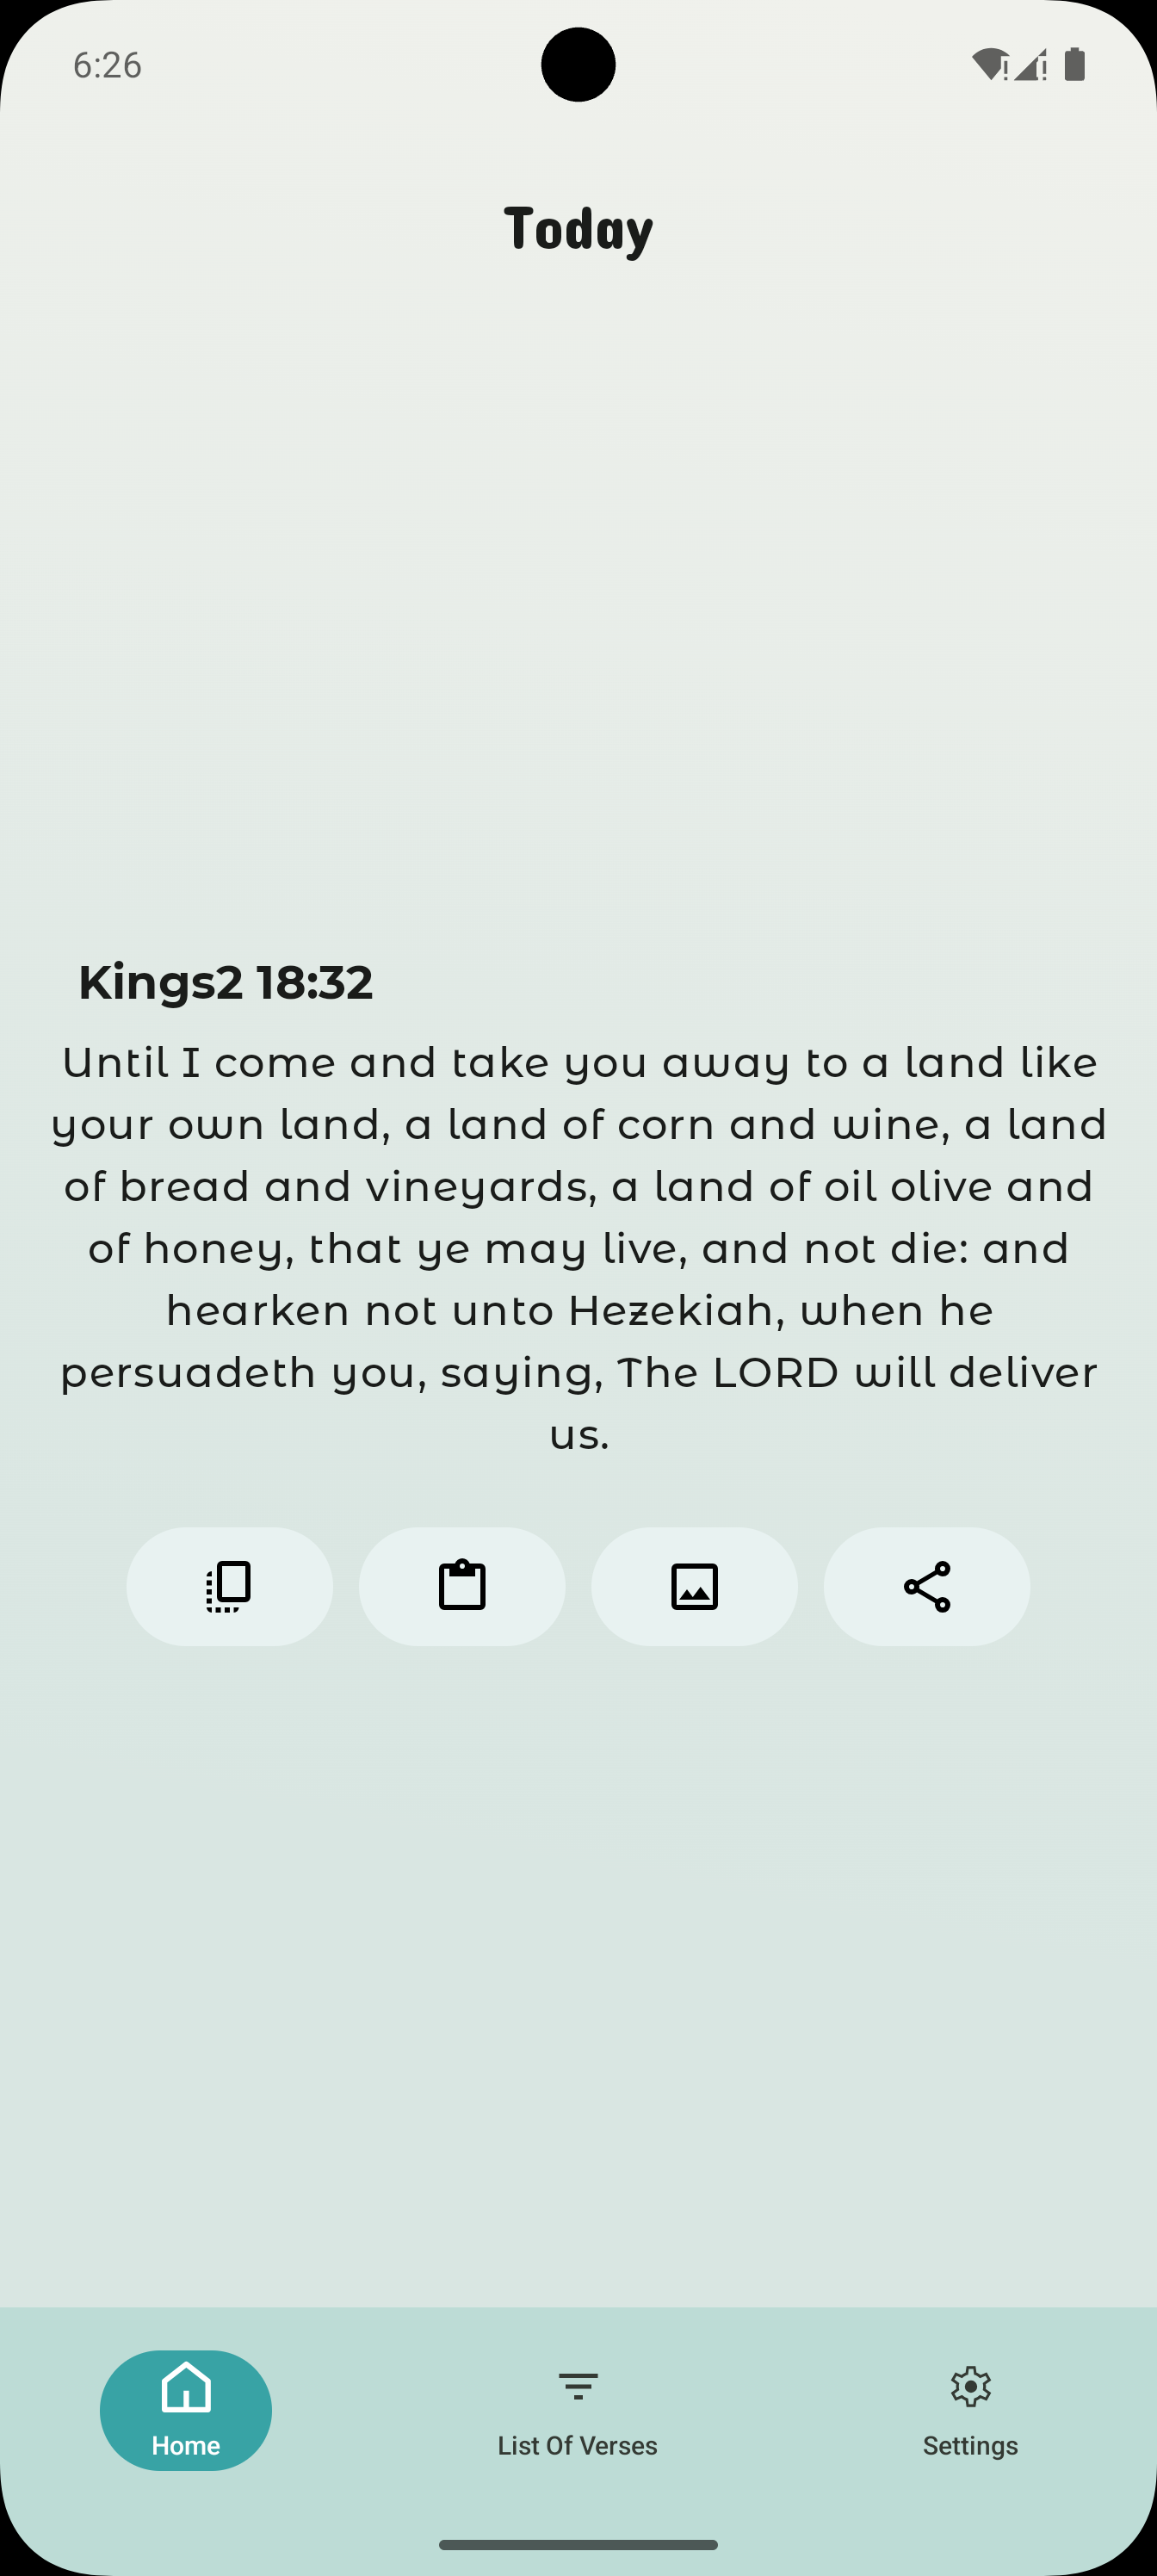 6:26
Today
Kings2 18:32
Until I come and take you away to a land like
your own land, a land of corn and wine, a land
of bread and vineyards, a land of oil olive and
of honey, that ye may live, and not die: and
hearken not unto Hezekiah, when he
persuadeth you, saying, The LORD will deliver
us.
Home
List Of Verses
Settings